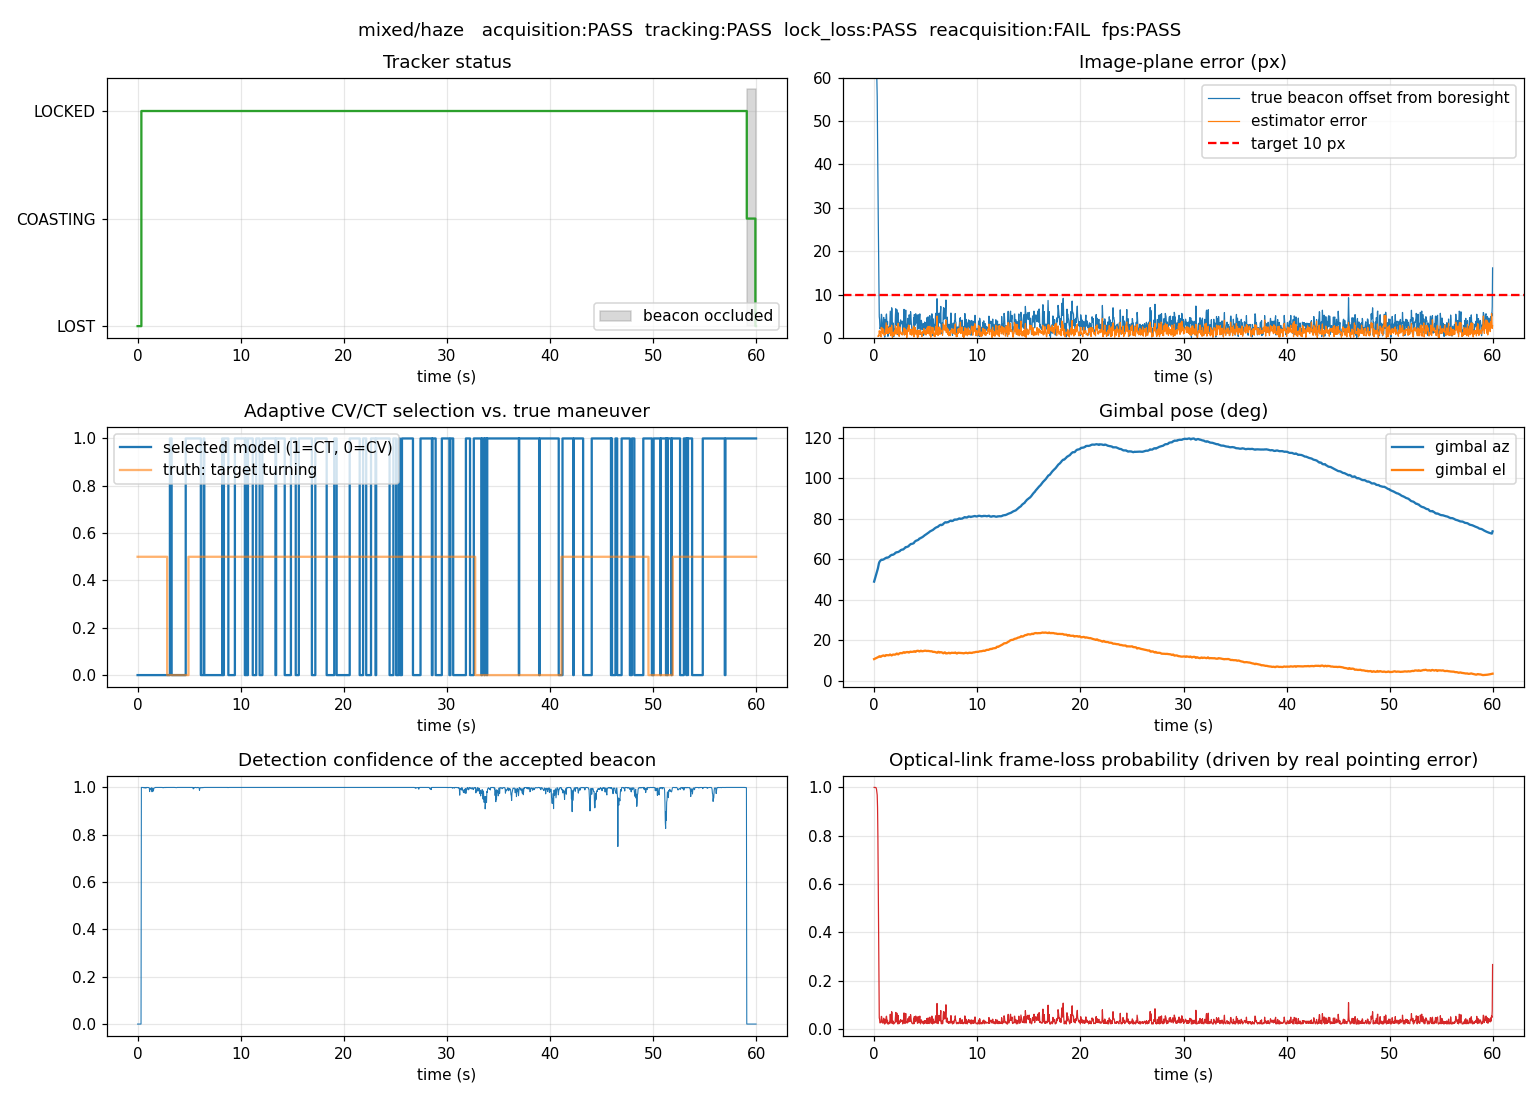 mixed/haze   acquisition:PASS  tracking:PASS  lock_loss:PASS  reacquisition:FAIL  fps:PASS
Tracker status
LOCKED
COASTING
LOST
beacon occluded
0 10 20 30 40 50 60
time (s)
Image-plane error (px)
60
50
40
30
20
10
0
true beacon offset from boresight
estimator error
target 10 px
0 10 20 30 40 50 60
time (s)
Adaptive CV/CT selection vs. true maneuver
1.0
0.8
0.6
0.4
0.2
0.0
selected model (1=CT, 0=CV)
truth: target turning
0 10 20 30 40 50 60
time (s)
Gimbal pose (deg)
120
100
80
60
40
20
0
gimbal az
gimbal el
0 10 20 30 40 50 60
time (s)
Detection confidence of the accepted beacon
1.0
0.8
0.6
0.4
0.2
0.0
0 10 20 30 40 50 60
time (s)
Optical-link frame-loss probability (driven by real pointing error)
1.0
0.8
0.6
0.4
0.2
0.0
0 10 20 30 40 50 60
time (s)